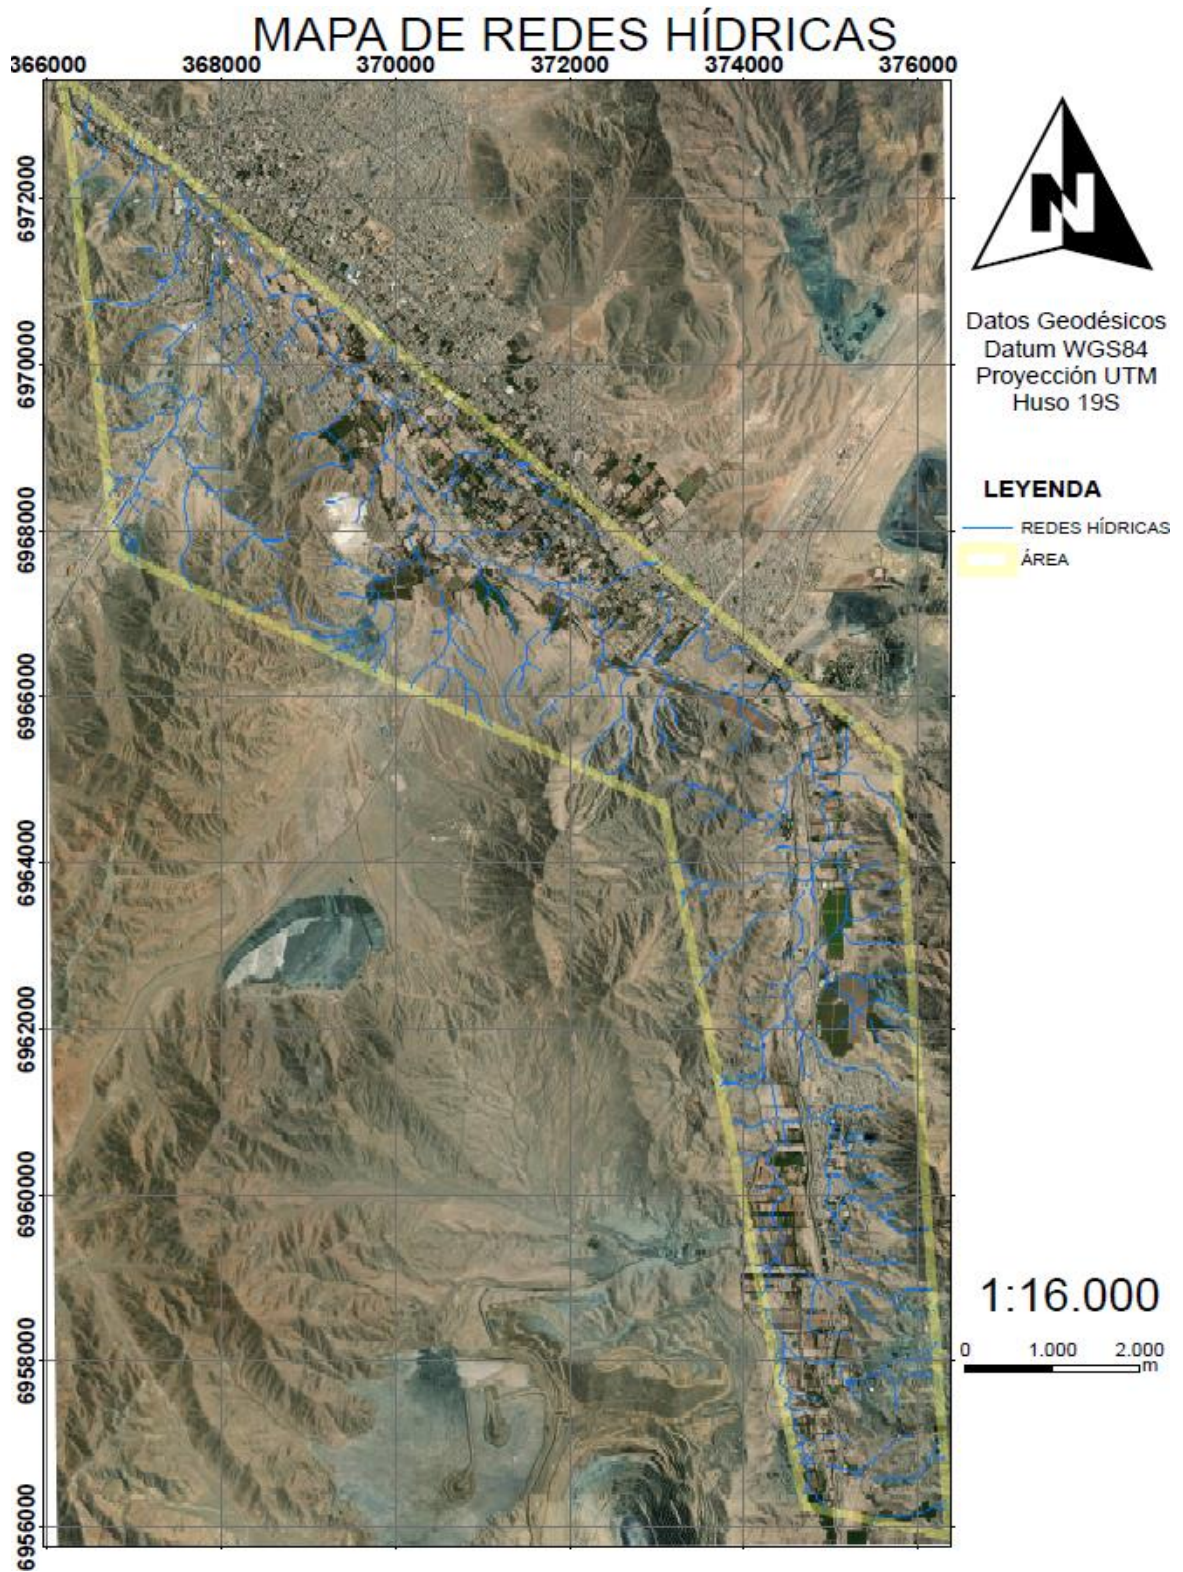 MAPA DE REDES HÍDRICAS
366000 368000 370000 372000 374000 376000
6972000
6970000
6968000
6966000
6964000
6962000
6960000
6958000
6956000
N
Datos Geodésicos
Datum WGS84
Proyección UTM
Huso 19S
LEYENDA
REDES HÍDRICAS
ÁREA
1:16.000
0 1.000 2.000
m